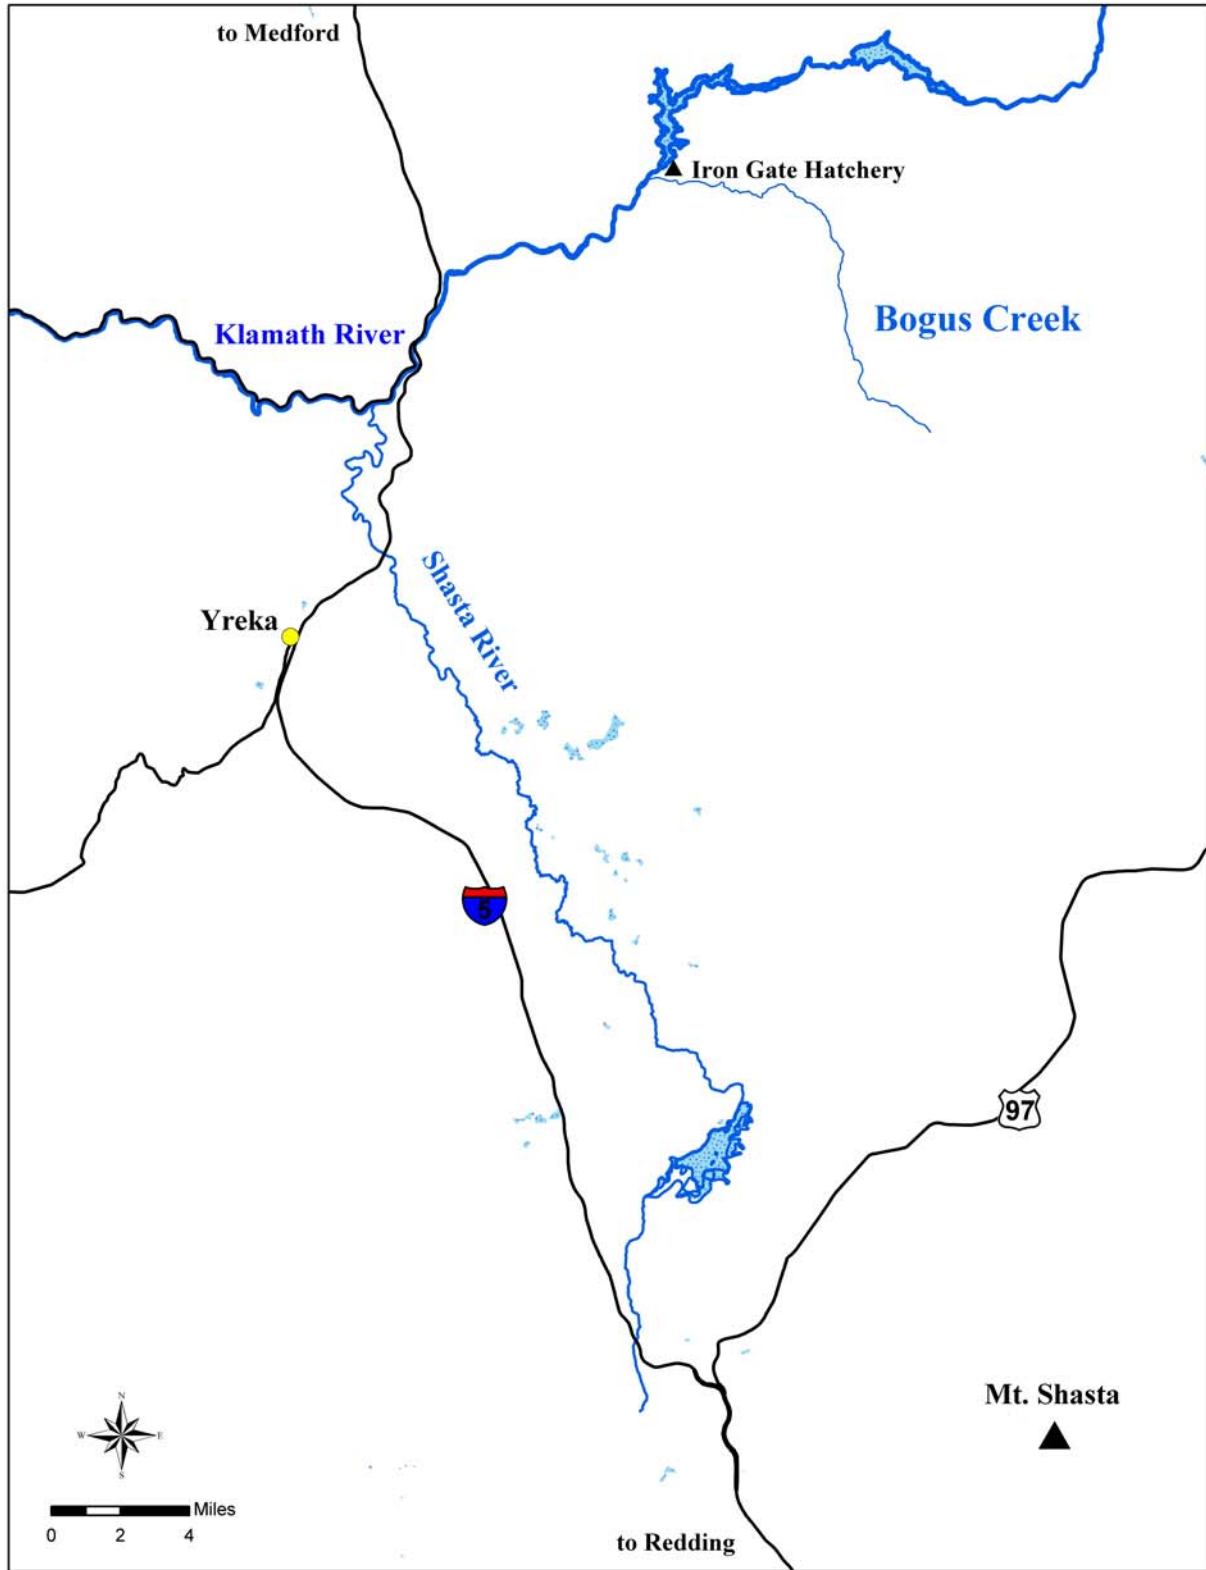 to Medford
Iron Gate Hatchery
Bogus Creek
Klamath River
Shasta River
Yreka
5
97
Mt. Shasta
N
W E
S
Miles
0 2 4
to Redding